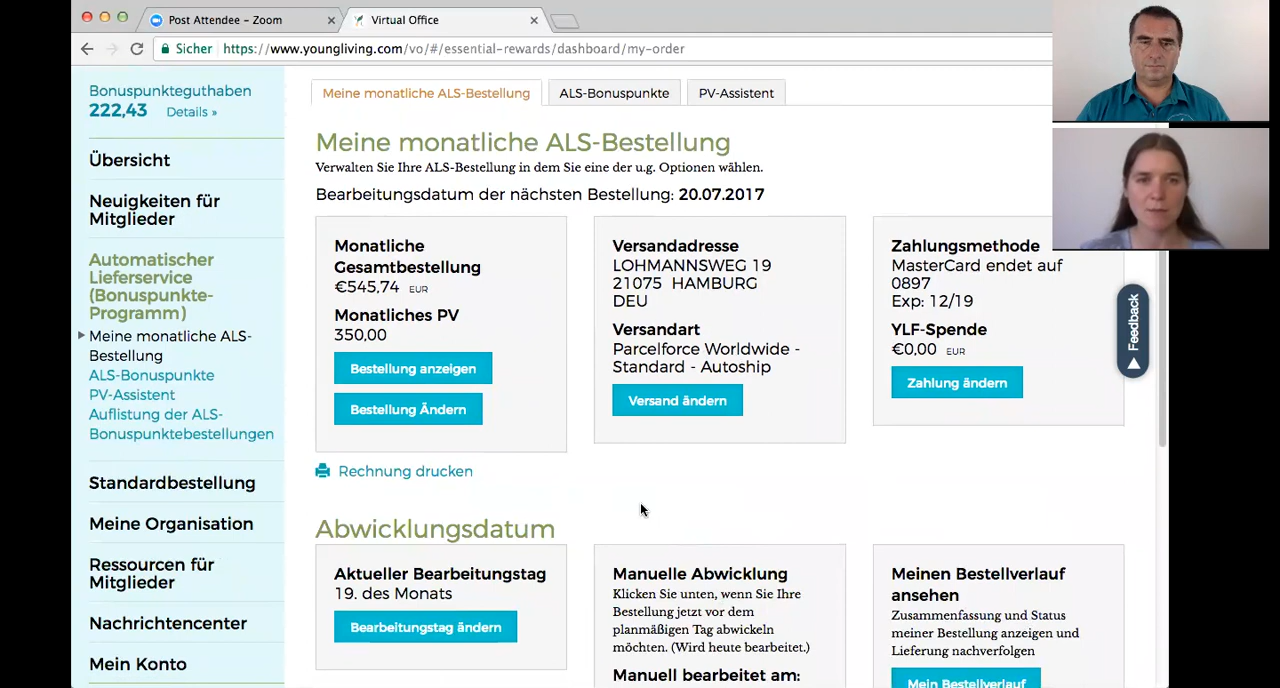 Post Attendee – Zoom
Virtual Office
Sicher
https://www.youngliving.com/vo/#/essential-rewards/dashboard/my-order
Bonuspunkteguthaben
222,43 Details »
Übersicht
Neuigkeiten für
Mitglieder
Automatischer
Lieferservice
(Bonuspunkte-
Programm)
Meine monatliche ALS-
Bestellung
ALS-Bonuspunkte
PV-Assistent
Auflistung der ALS-
Bonuspunktebestellungen
Standardbestellung
Meine Organisation
Ressourcen für
Mitglieder
Nachrichtencenter
Mein Konto
Meine monatliche ALS-Bestellung
ALS-Bonuspunkte
PV-Assistent
Meine monatliche ALS-Bestellung
Verwalten Sie Ihre ALS-Bestellung in dem Sie eine der u.g. Optionen wählen.
Bearbeitungsdatum der nächsten Bestellung: 20.07.2017
Monatliche
Gesamtbestellung
€545,74 EUR
Monatliches PV
350,00
Bestellung anzeigen
Bestellung Ändern
Versandadresse
LOHMANNSWEG 19
21075 HAMBURG
DEU
Versandart
Parcelforce Worldwide -
Standard - Autoship
Versand ändern
Zahlungsmethode
MasterCard endet auf
0897
Exp: 12/19
YLF-Spende
€0,00 EUR
Zahlung ändern
Feedback
Rechnung drucken
Abwicklungsdatum
Aktueller Bearbeitungstag
19. des Monats
Bearbeitungstag ändern
Manuelle Abwicklung
Klicken Sie unten, wenn Sie Ihre
Bestellung jetzt vor dem
planmäßigen Tag abwickeln
möchten. (Wird heute bearbeitet.)
Manuell bearbeitet am:
Meinen Bestellverlauf
ansehen
Zusammenfassung und Status
meiner Bestellung anzeigen und
Lieferung nachverfolgen
Mein Bestellverlauf